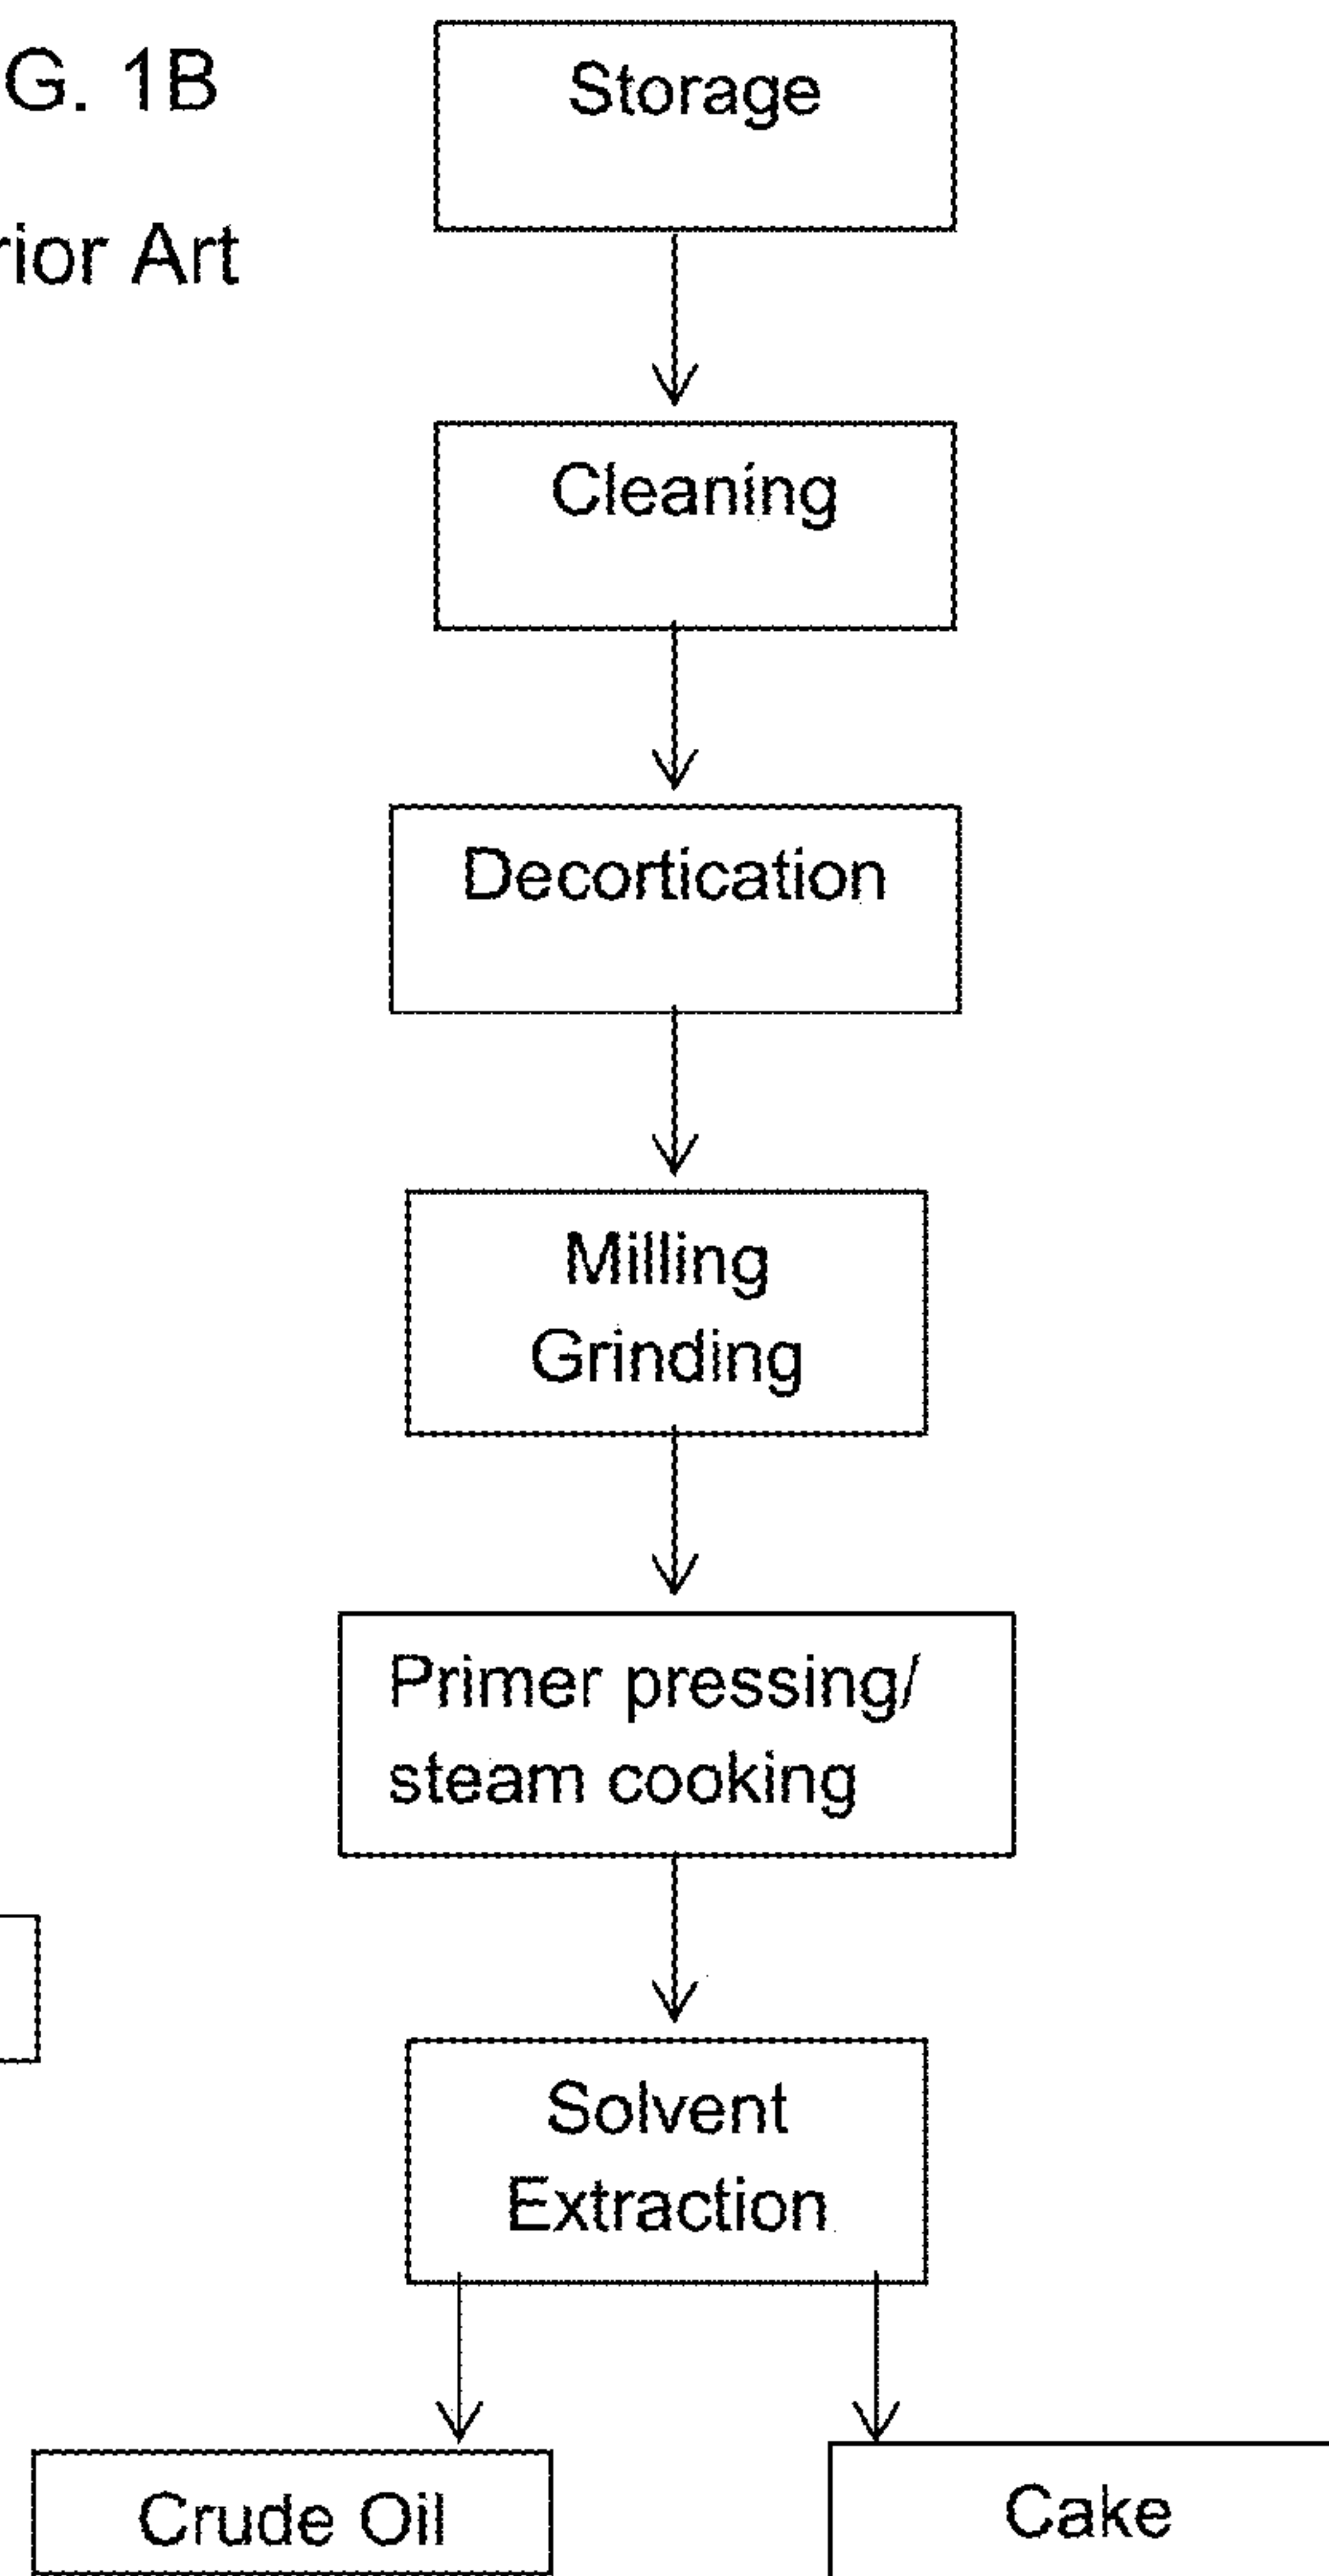 G. 1B
rior Art
Storage
Cleaning
Decortication
Milling
Grinding
Primer pressing/
steam cooking
Solvent
Extraction
Crude Oil
Cake